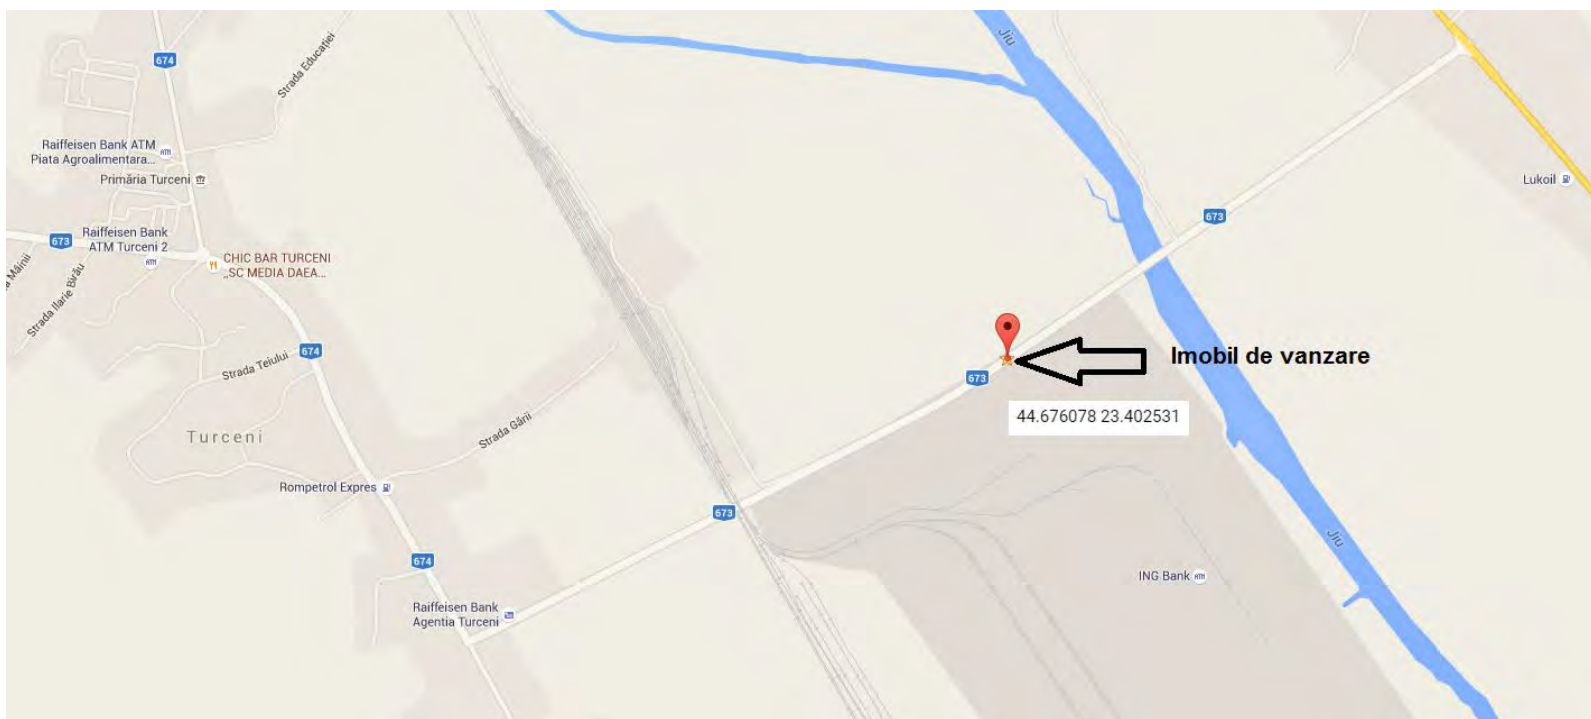 674
Strada Educației
Jiu
Raiffeisen Bank ATM
Piata Agroalimentara...
Primăria Turceni
Lukoil
673
Raiffeisen Bank
ATM Turceni 2
673
CHIC BAR TURCENI
,,SC MEDIA DAEA...
Strada Ilarie Birău
Strada Teiului
674
Imobil de vanzare
673
44.676078 23.402531
Turceni
Strada Gării
Rompetrol Expres
673
Jiu
674
ING Bank
Raiffeisen Bank
Agentia Turceni